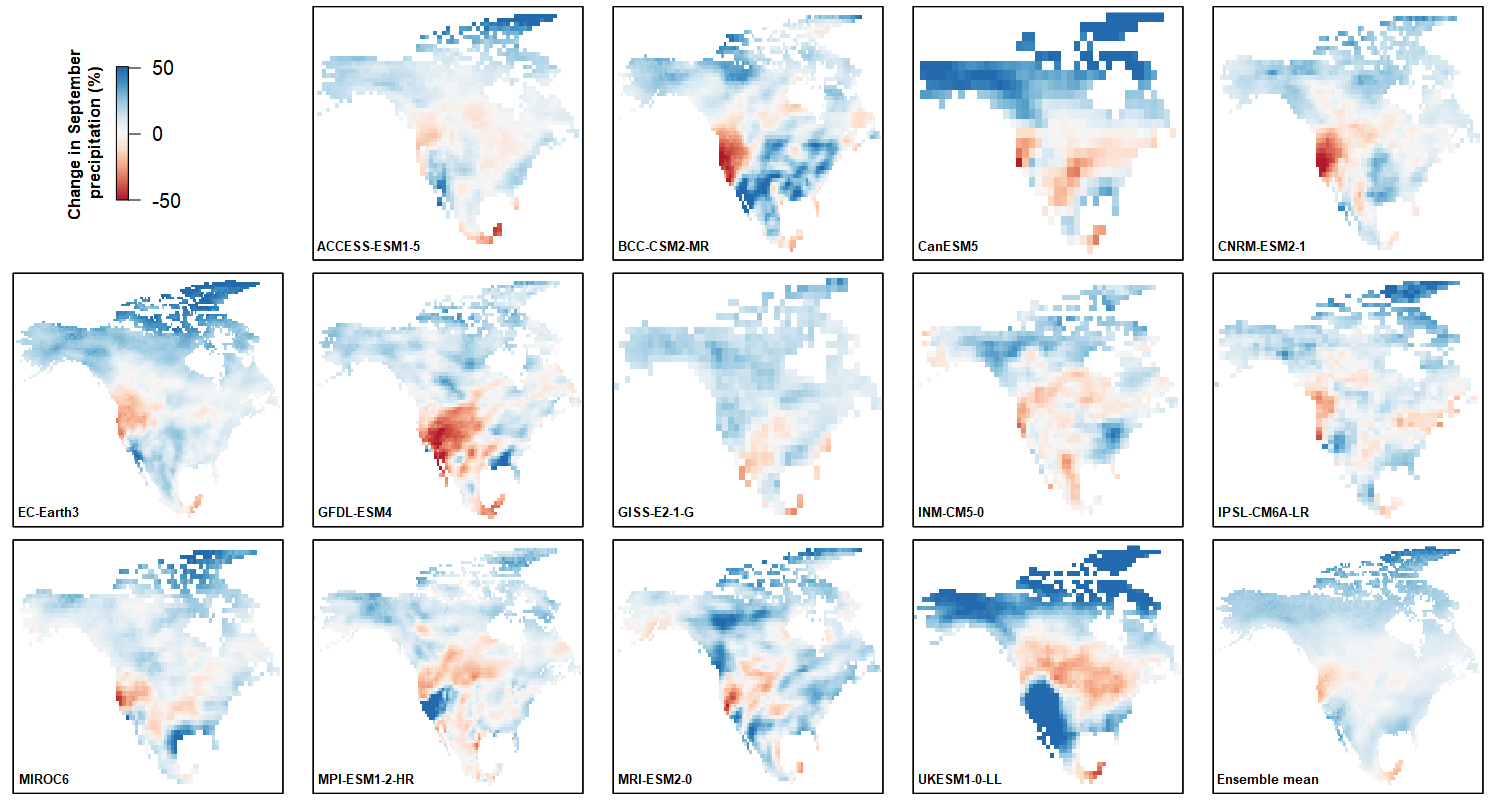 Change in September
precipitation (%)
50
0
-50
ACCESS-ESM1-5
BCC-CSM2-MR
CanESM5
CNRM-ESM2-1
EC-Earth3
GFDL-ESM4
GISS-E2-1-G
INM-CM5-0
IPSL-CM6A-LR
MIROC6
MPI-ESM1-2-HR
MRI-ESM2-0
UKESM1-0-LL
Ensemble mean